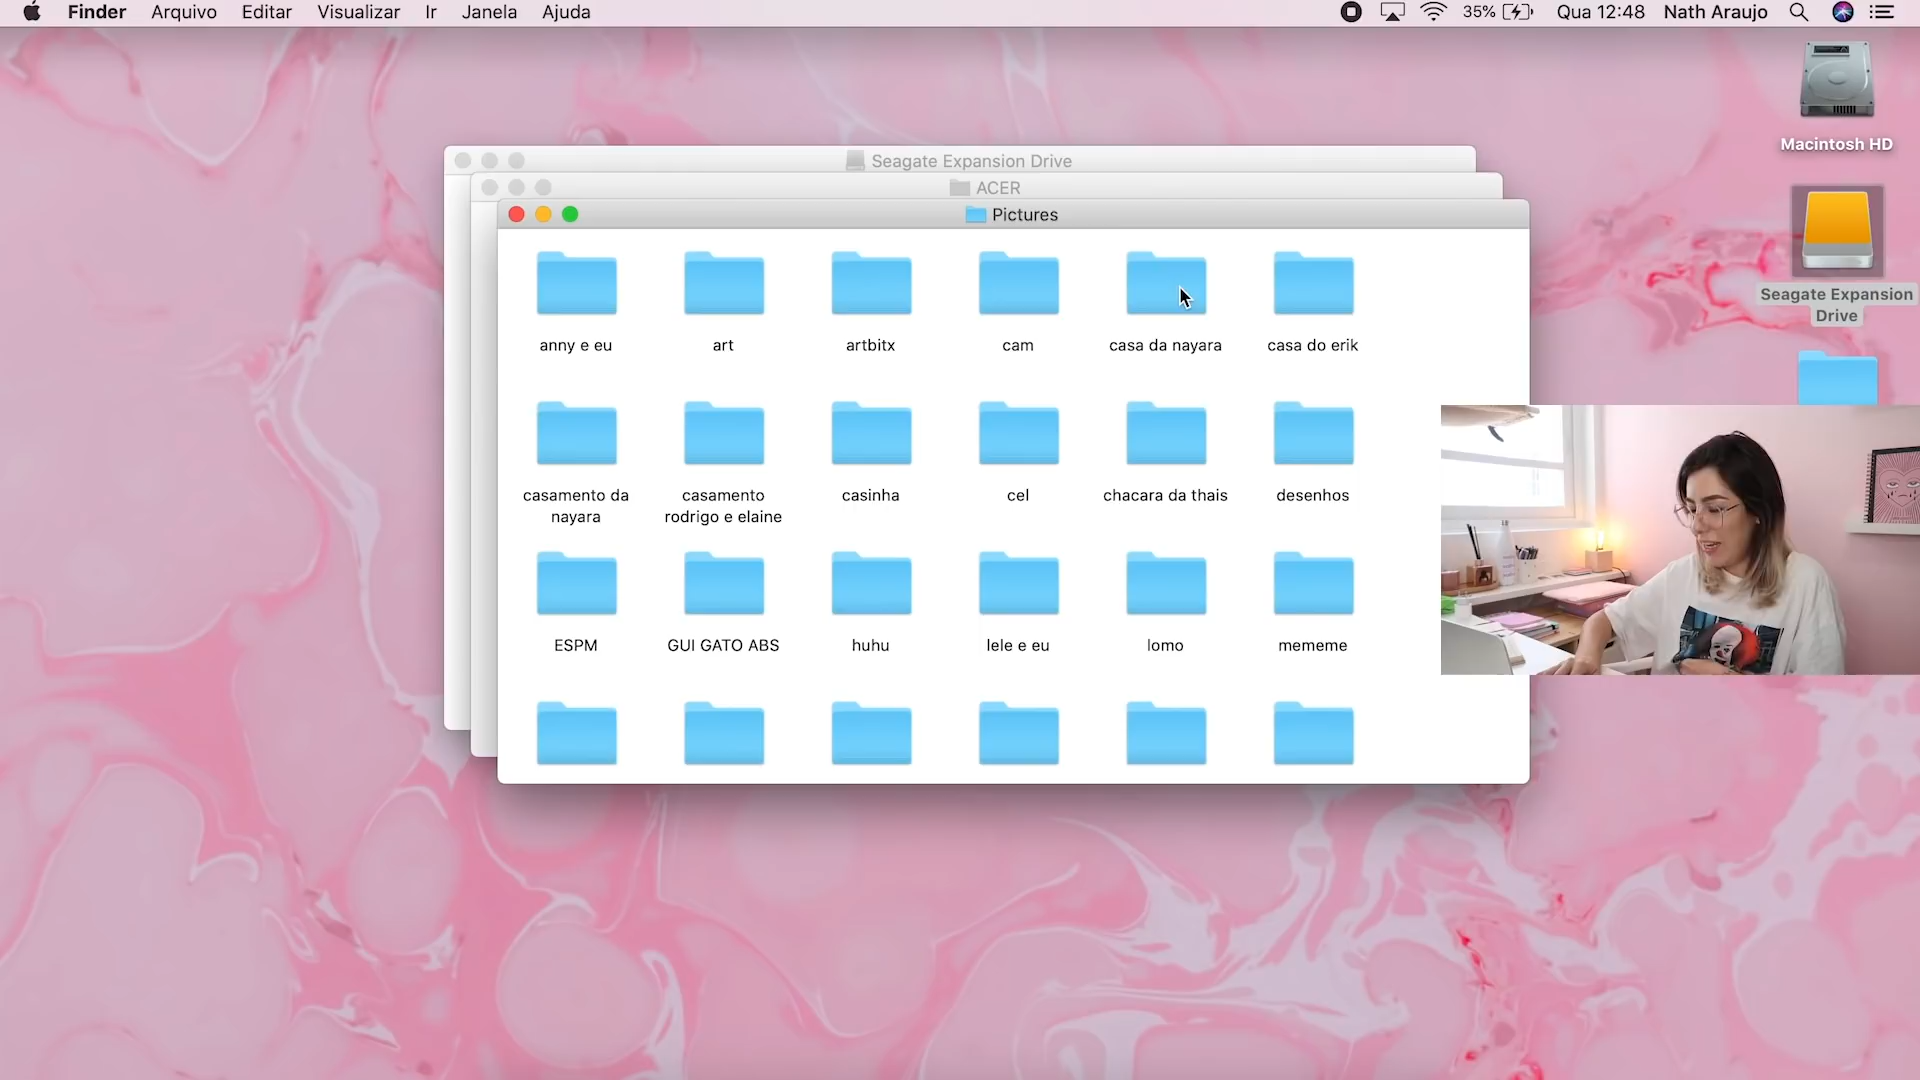 Finder Arquivo Editar Visualizar Ir Janela Ajuda 35% Qua 12:48 Nath Araujo
Macintosh HD
Seagate Expansion Drive
ACER
Pictures
Seagate Expansion
Drive
anny e eu art artbitx cam casa da nayara casa do erik
casamento da casamento casinha cel chacara da thais desenhos
nayara rodrigo e elaine
ESPM GUI GATO ABS huhu lele e eu lomo mememe